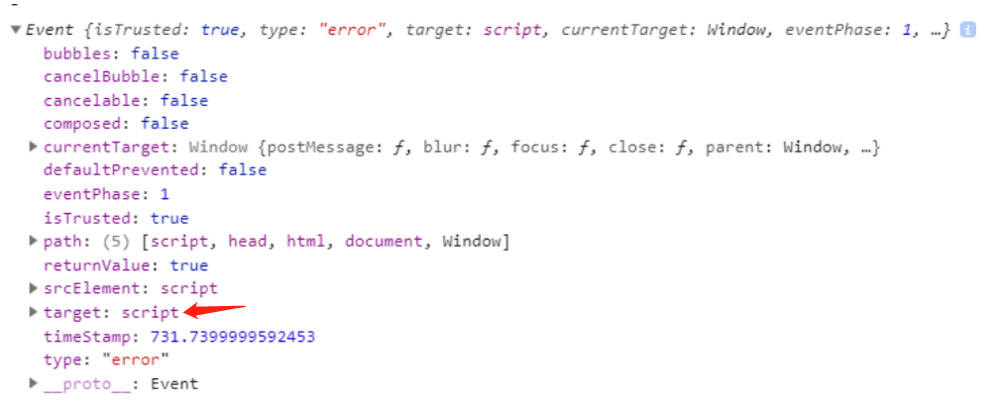 Event {isTrusted: true, type: "error", target: script, currentTarget: Window, eventPhase: 1, …} i
bubbles: false
cancelBubble: false
cancelable: false
composed: false
currentTarget: Window {postMessage: ƒ, blur: ƒ, focus: ƒ, close: ƒ, parent: Window, …}
defaultPrevented: false
eventPhase: 1
isTrusted: true
path: (5) [script, head, html, document, Window]
returnValue: true
srcElement: script
target: script
timeStamp: 731.7399999592453
type: "error"
__proto__: Event